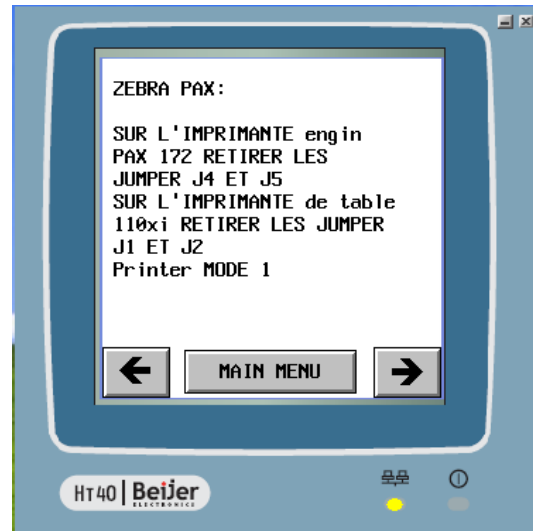 ZEBRA PAX:
SUR L'IMPRIMANTE engin
PAX 172 RETIRER LES
JUMPER J4 ET J5
SUR L'IMPRIMANTE de table
110xi RETIRER LES JUMPER
J1 ET J2
Printer MODE 1
MAIN MENU
HT40 Beijer
ELECTRONICS